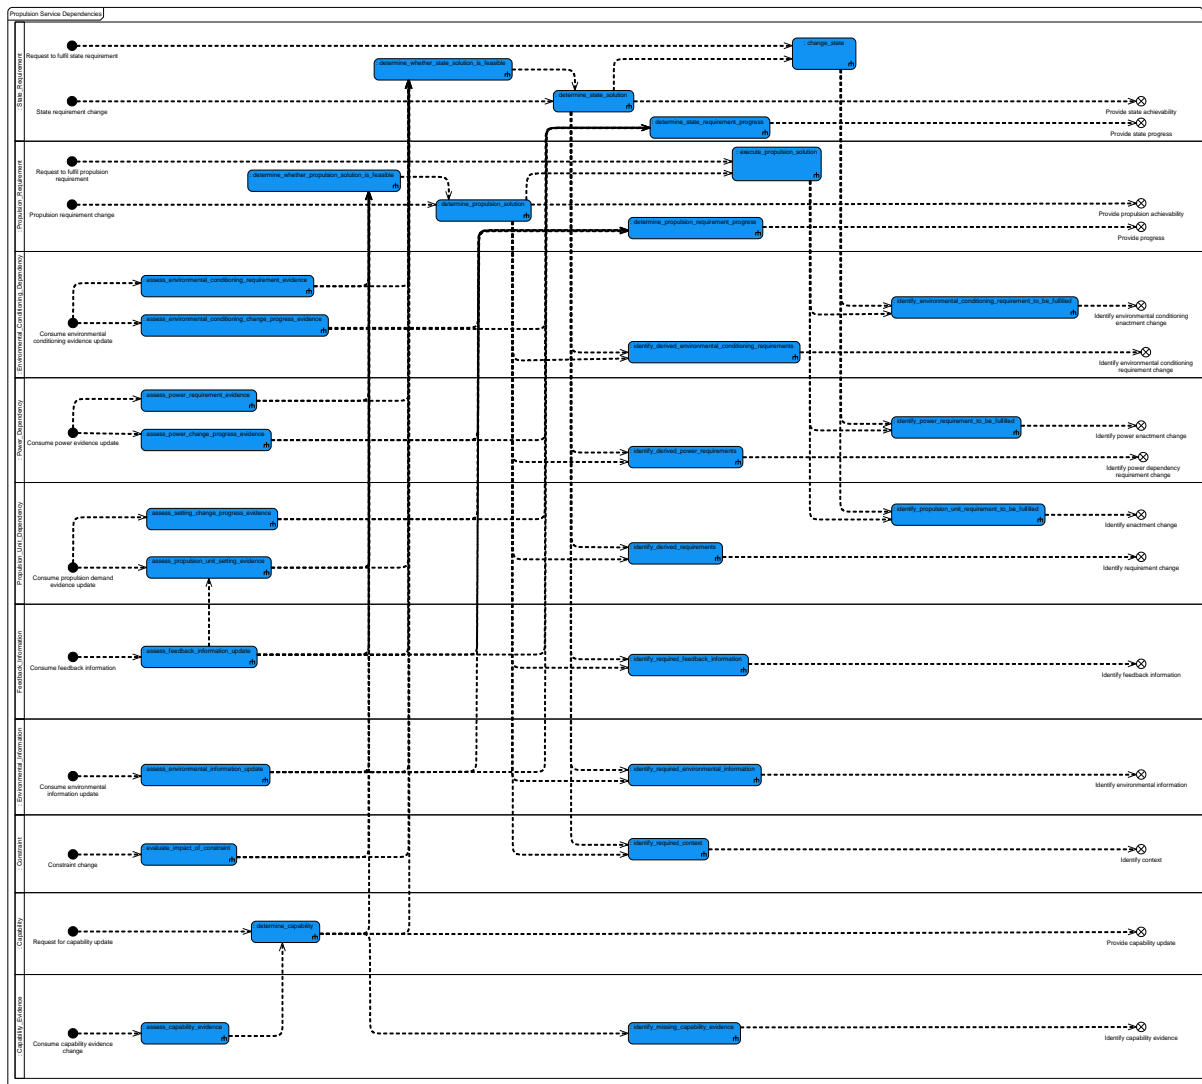 Propulsion Service Dependencies
: State_Requirement
Request to fulfil state requirement
: change_state
determine_whether_state_solution_is_feasible
State requirement change
: determine_state_solution
Provide state achievability
: determine_state_requirement_progress
Provide state progress
: Propulsion_Requirement
Request to fulfil propulsion
requirement
: execute_propulsion_solution
: determine_whether_propulsion_solution_is_feasible
Propulsion requirement change
: determine_propulsion_solution
Provide propulsion achievability
: determine_propulsion_requirement_progress
Provide progress
: Environmental_Conditioning_Dependency
: assess_environmental_conditioning_requirement_evidence
Consume environmental
conditioning evidence update
: assess_environmental_conditioning_change_progress_evidence
: identify_environmental_conditioning_requirement_to_be_fulfilled
Identify environmental conditioning
enactment change
: identify_derived_environmental_conditioning_requirements
Identify environmental conditioning
requirement change
: Power_Dependency
: assess_power_requirement_evidence
Consume power evidence update
: assess_power_change_progress_evidence
: identify_power_requirement_to_be_fulfilled
Identify power enactment change
: identify_derived_power_requirements
Identify power dependency
requirement change
: Propulsion_Unit_Dependency
: assess_setting_change_progress_evidence
: identify_propulsion_unit_requirement_to_be_fulfilled
Identify enactment change
Consume propulsion demand
evidence update
: assess_propulsion_unit_setting_evidence
: identify_derived_requirements
Identify requirement change
: Feedback_Information
Consume feedback information
: assess_feedback_information_update
: identify_required_feedback_information
Identify feedback information
: Environmental_Information
Consume environmental
information update
: assess_environmental_information_update
: identify_required_environmental_information
Identify environmental information
: Constraint
Constraint change
: evaluate_impact_of_constraint
: identify_required_context
Identify context
: Capability
Request for capability update
: determine_capability
Provide capability update
: Capability_Evidence
Consume capability evidence
change
: assess_capability_evidence
: identify_missing_capability_evidence
Identify capability evidence